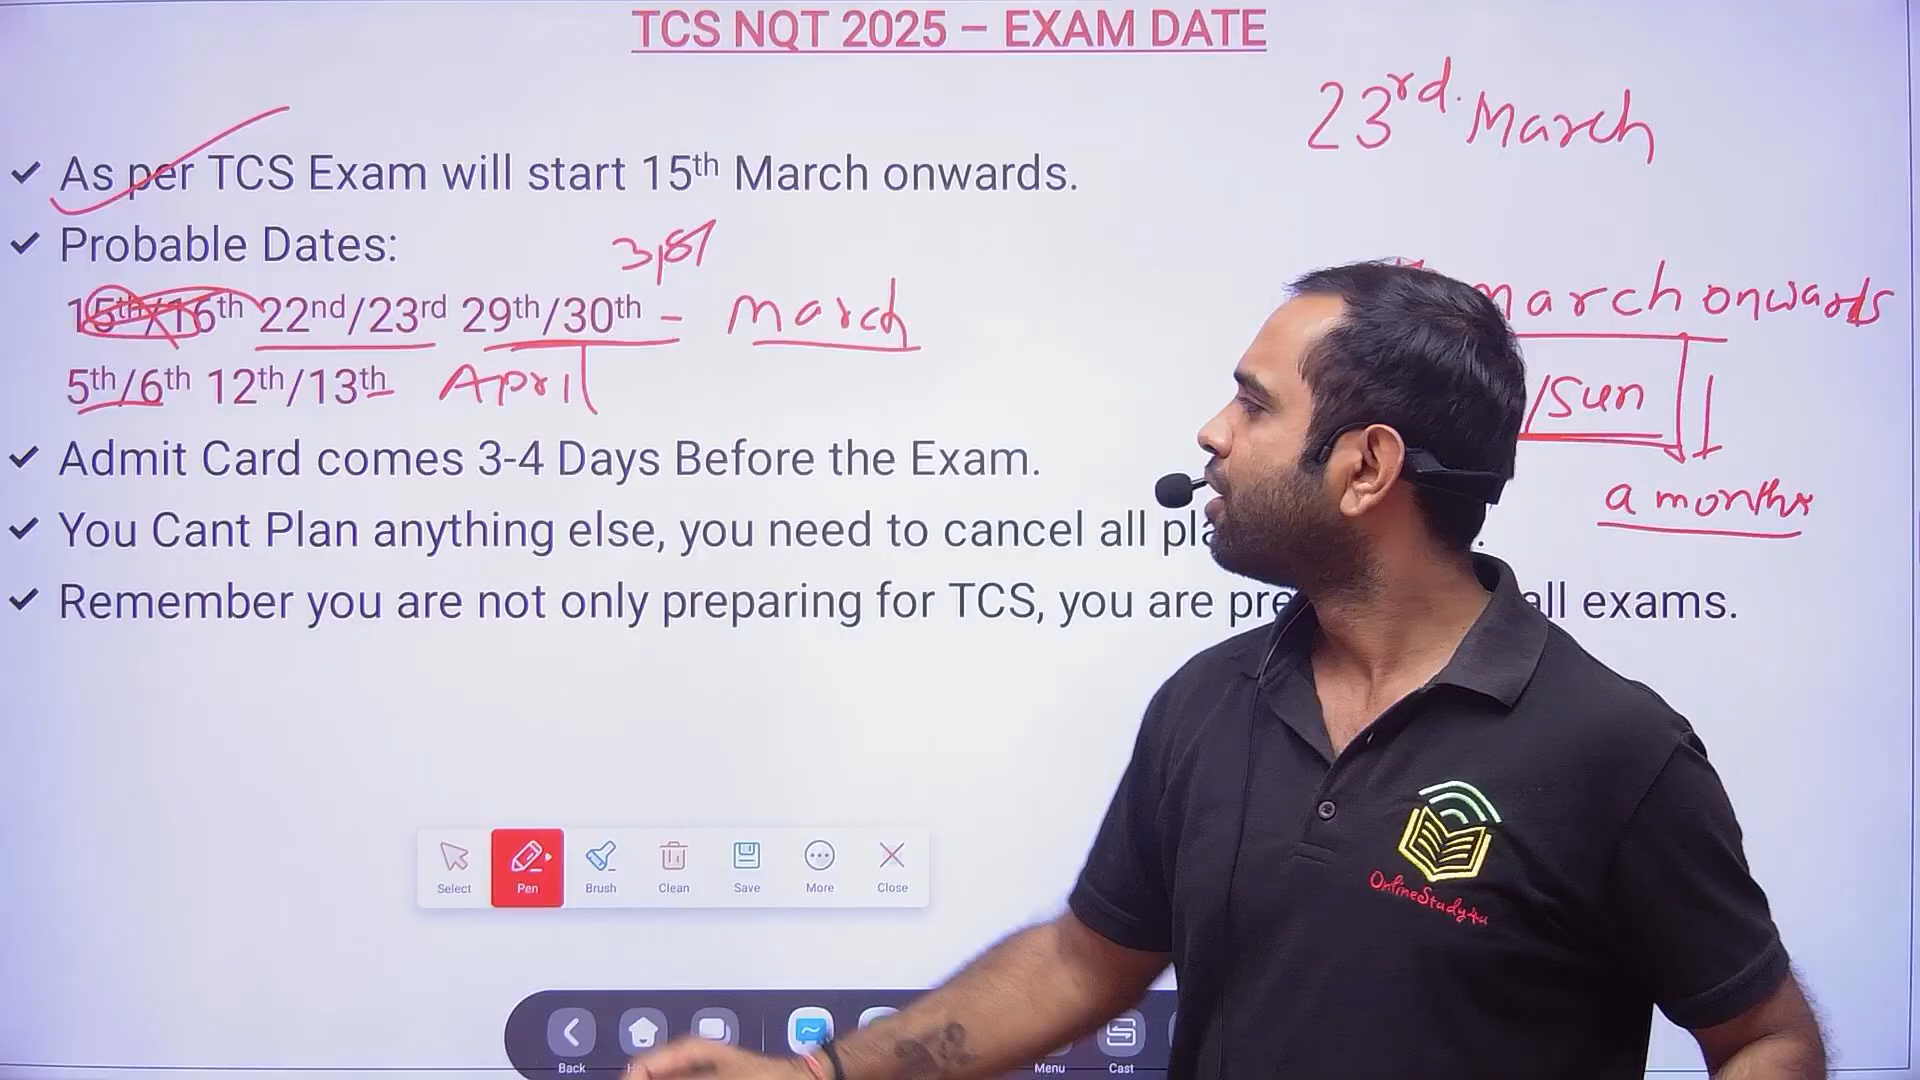 TCS NQT 2025 – EXAM DATE
23rd March
✓ As per TCS Exam will start 15th March onwards.
✓ Probable Dates:
31st
15th/16th 22nd/23rd 29th/30th – March
March onwards
5th/6th 12th/13th April
/Sun
✓ Admit Card comes 3-4 Days Before the Exam.
a months
✓ You Cant Plan anything else, you need to cancel all
✓ Remember you are not only preparing for TCS, you are all exams.
Select Pen Brush Clean Save More Close
OnlineStudy4u
Back Menu Cast